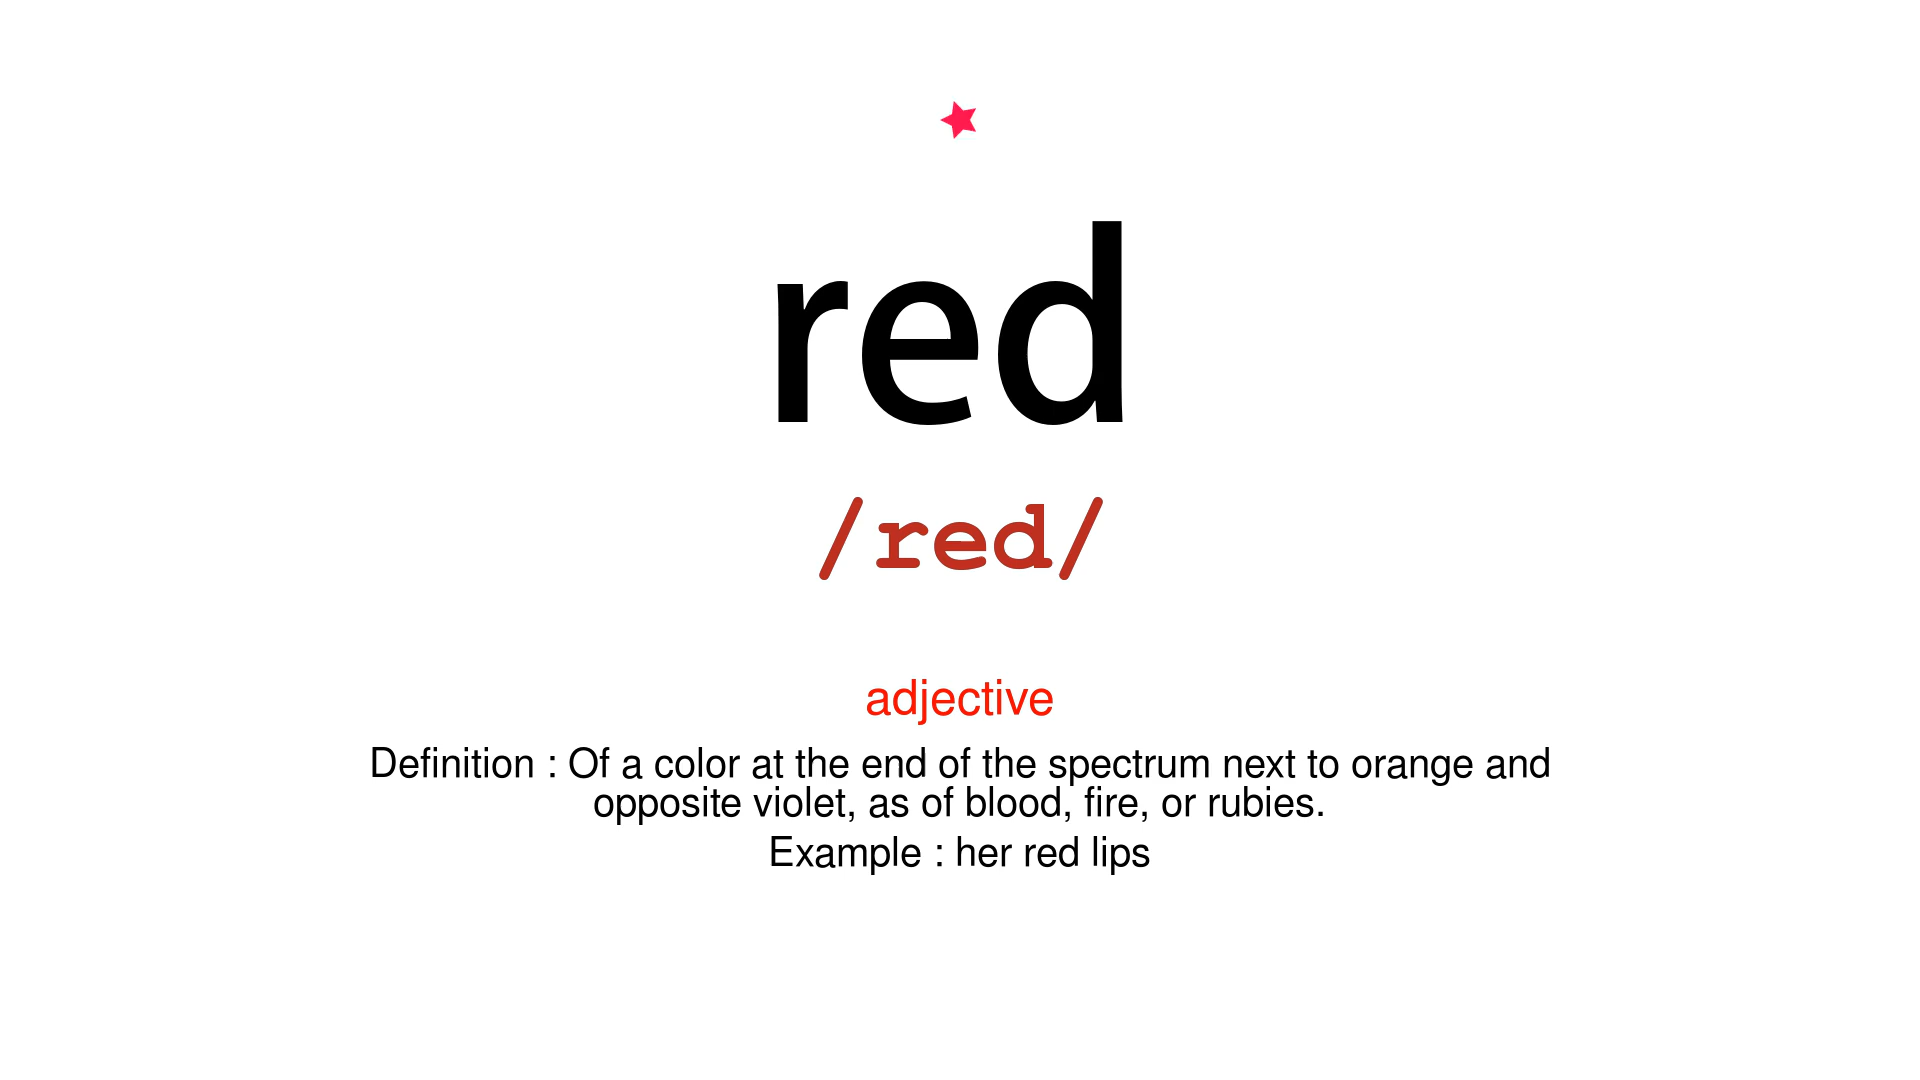 red
/red/
adjective
Definition : Of a color at the end of the spectrum next to orange and
opposite violet, as of blood, fire, or rubies.
Example : her red lips